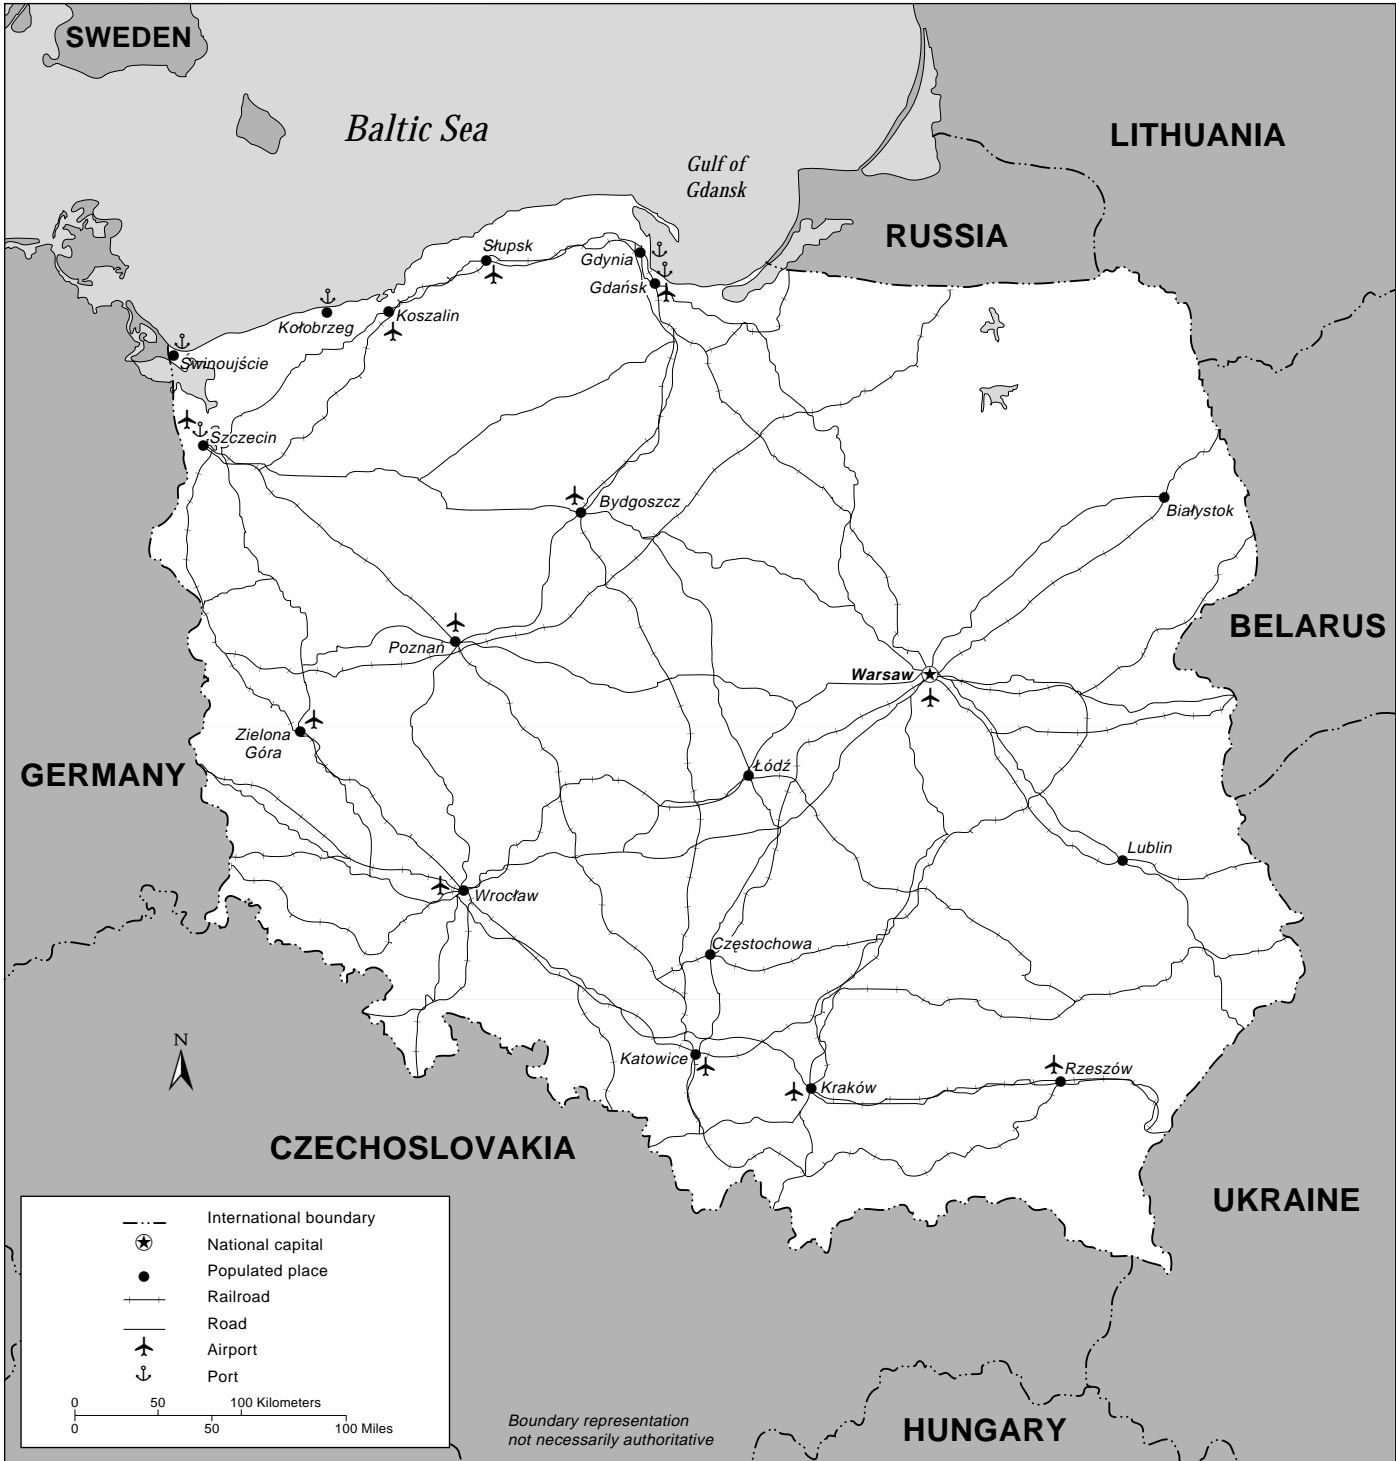 SWEDEN
Baltic Sea
LITHUANIA
Gulf of
Gdansk
RUSSIA
Słupsk
Gdynia
Gdańsk
Kołobrzeg
Koszalin
Świnoujście
Szczecin
Bydgoszcz
Białystok
BELARUS
Poznań
Warsaw
Zielona
Góra
GERMANY
Łódź
Lublin
Wrocław
Częstochowa
N
Katowice
Kraków
Rzeszów
CZECHOSLOVAKIA
UKRAINE
International boundary
National capital
Populated place
Railroad
Road
Airport
Port
0 50 100 Kilometers
0 50 100 Miles
Boundary representation
not necessarily authoritative
HUNGARY